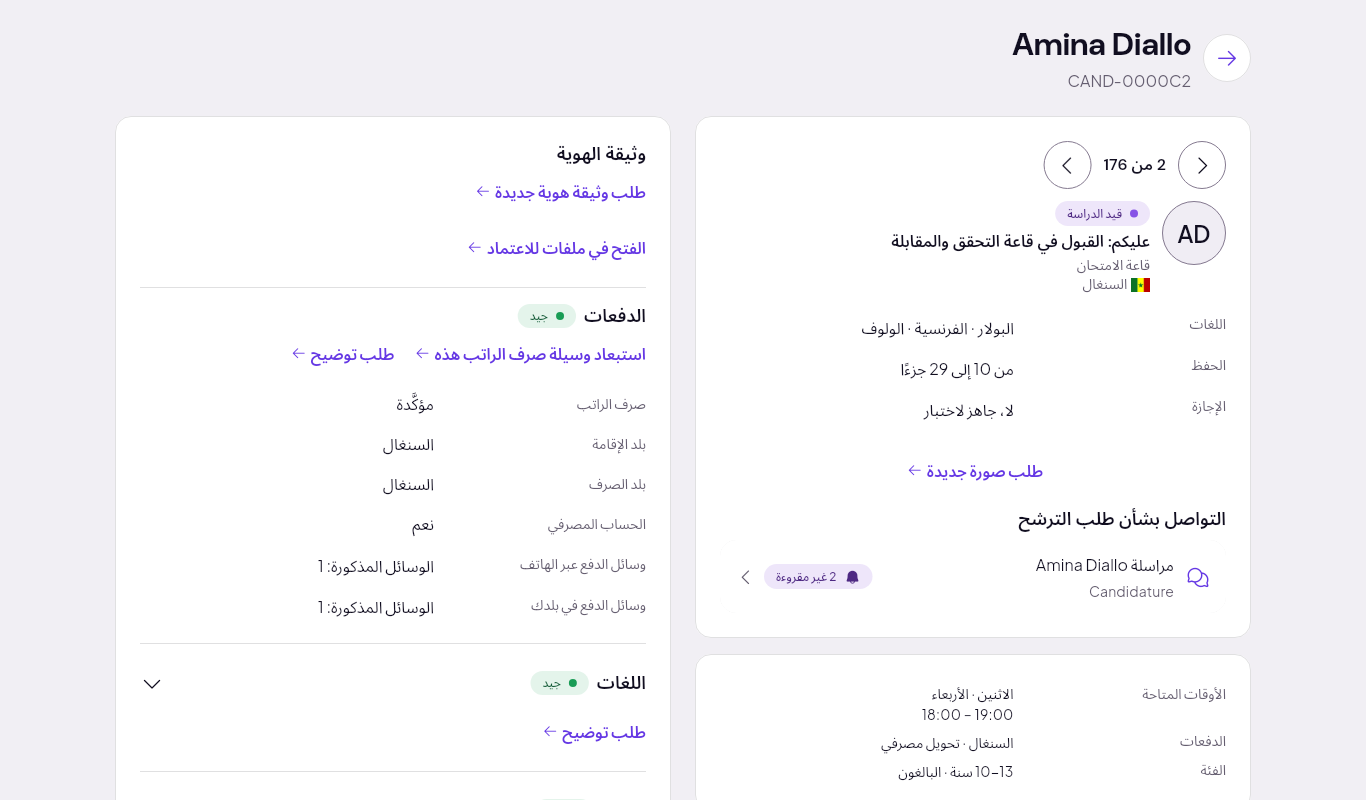 Amina Diallo
CAND-0000C2
2 من 176
AD
قيد الدراسة
عليكم: القبول في قاعة التحقق والمقابلة
قاعة الامتحان
السنغال
اللغات
البولار · الفرنسية · الولوف
الحفظ
من 10 إلى 29 جزءًا
الإجازة
لا، جاهز لاختبار
طلب صورة جديدة ←
التواصل بشأن طلب الترشح
مراسلة Amina Diallo
Candidature
2 غير مقروءة
الأوقات المتاحة
الاثنين · الأربعاء
18:00 – 19:00
الدفعات
السنغال · تحويل مصرفي
الفئة
10–13 سنة · البالغون
وثيقة الهوية
طلب وثيقة هوية جديدة ←
الفتح في ملفات للاعتماد ←
الدفعات
جيد
استبعاد وسيلة صرف الراتب هذه ←
طلب توضيح ←
صرف الراتب
مؤكَّدة
بلد الإقامة
السنغال
بلد الصرف
السنغال
الحساب المصرفي
نعم
وسائل الدفع عبر الهاتف
الوسائل المذكورة: 1
وسائل الدفع في بلدك
الوسائل المذكورة: 1
اللغات
جيد
طلب توضيح ←